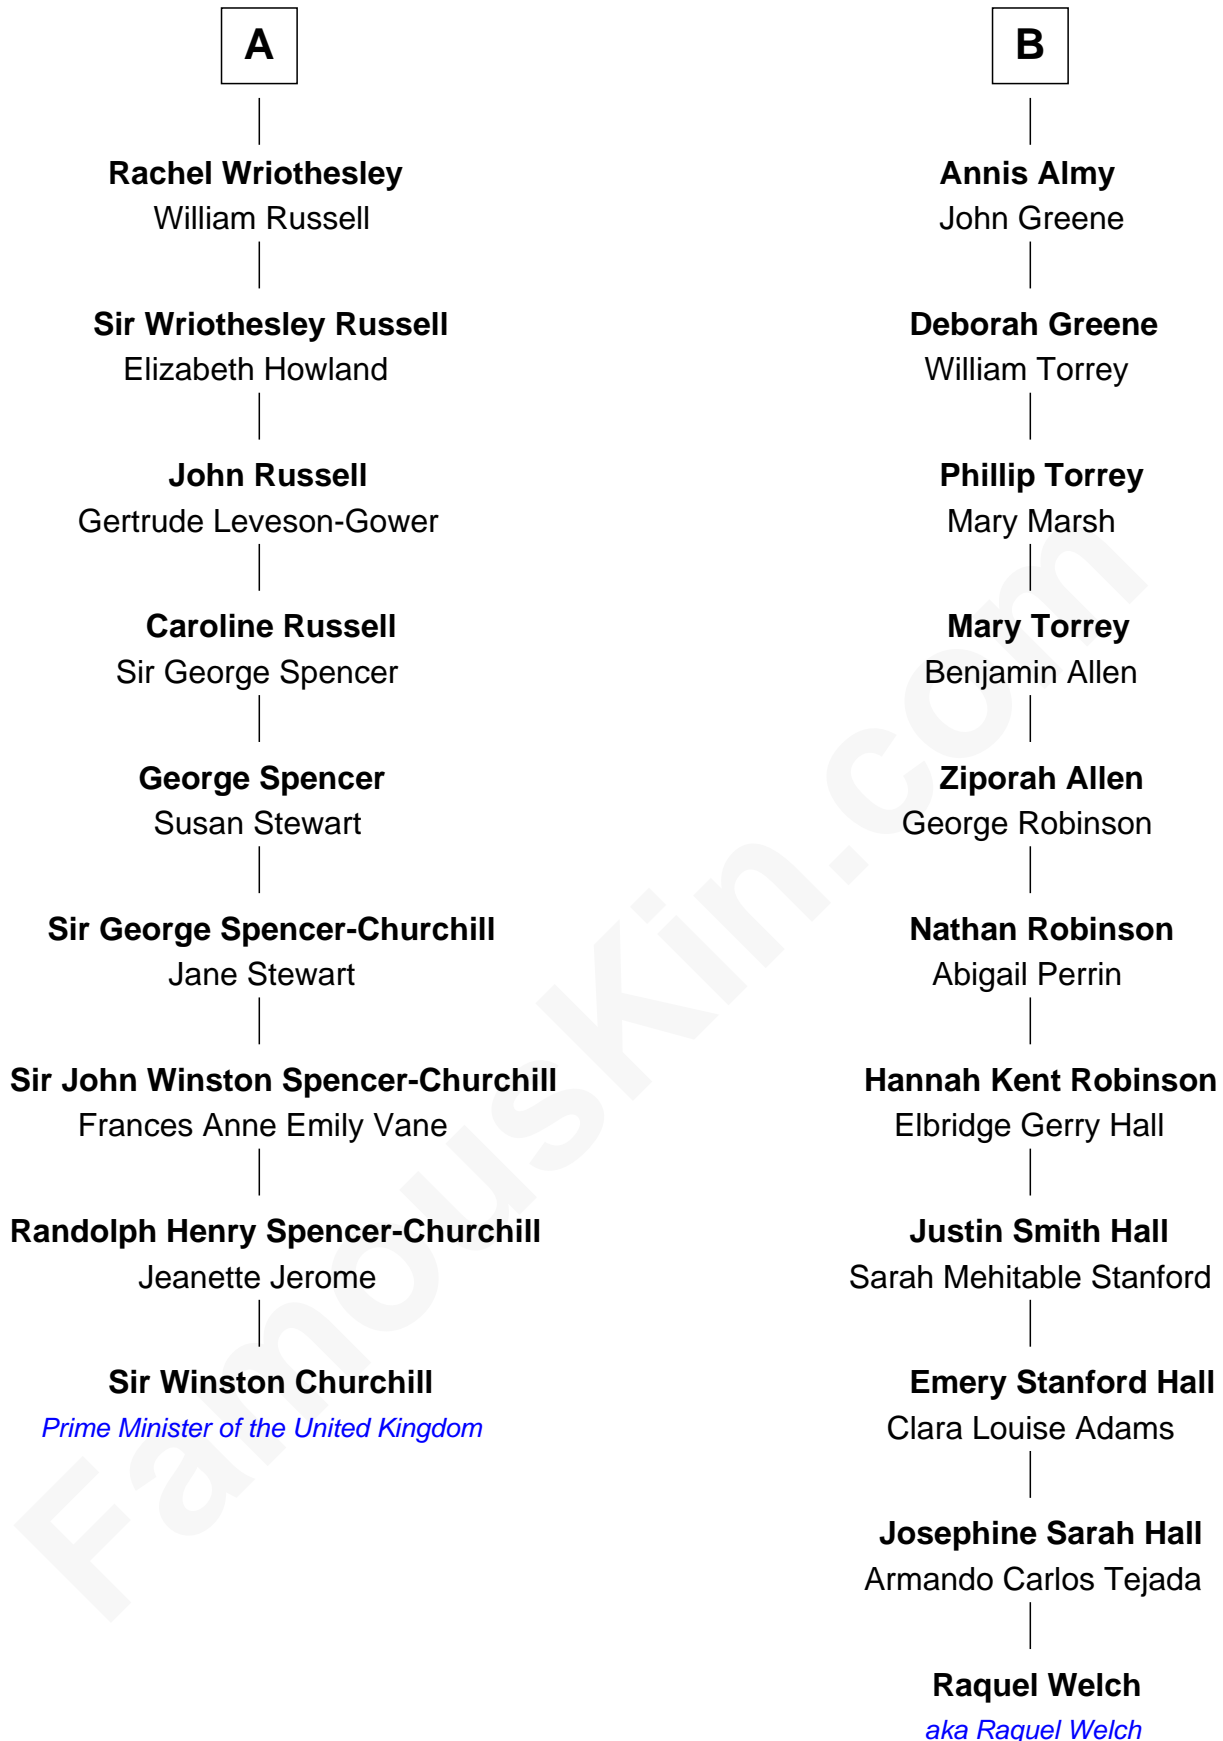 A
Rachel Wriothesley
William Russell
Sir Wriothesley Russell
Elizabeth Howland
John Russell
Gertrude Leveson-Gower
Caroline Russell
Sir George Spencer
George Spencer
Susan Stewart
Sir George Spencer-Churchill
Jane Stewart
Sir John Winston Spencer-Churchill
Frances Anne Emily Vane
Randolph Henry Spencer-Churchill
Jeanette Jerome
Sir Winston Churchill
Prime Minister of the United Kingdom
B
Annis Almy
John Greene
Deborah Greene
William Torrey
Phillip Torrey
Mary Marsh
Mary Torrey
Benjamin Allen
Ziporah Allen
George Robinson
Nathan Robinson
Abigail Perrin
Hannah Kent Robinson
Elbridge Gerry Hall
Justin Smith Hall
Sarah Mehitable Stanford
Emery Stanford Hall
Clara Louise Adams
Josephine Sarah Hall
Armando Carlos Tejada
Raquel Welch
aka Raquel Welch
FamousKin.com